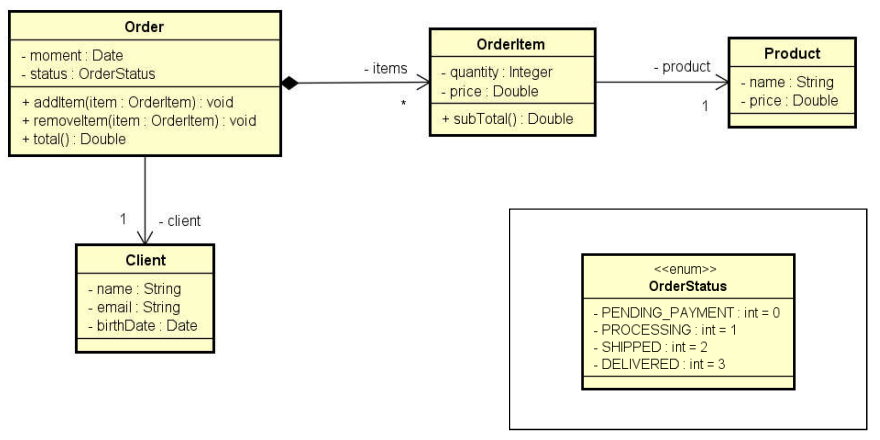 Order
- moment : Date
- status : OrderStatus
+ addItem(item : OrderItem) : void
+ removeItem(item : OrderItem) : void
+ total() : Double
- items
*
OrderItem
- quantity : Integer
- price : Double
+ subTotal() : Double
- product
1
Product
- name : String
- price : Double
1
- client
Client
- name : String
- email : String
- birthDate : Date
<<enum>>
OrderStatus
- PENDING_PAYMENT : int = 0
- PROCESSING : int = 1
- SHIPPED : int = 2
- DELIVERED : int = 3